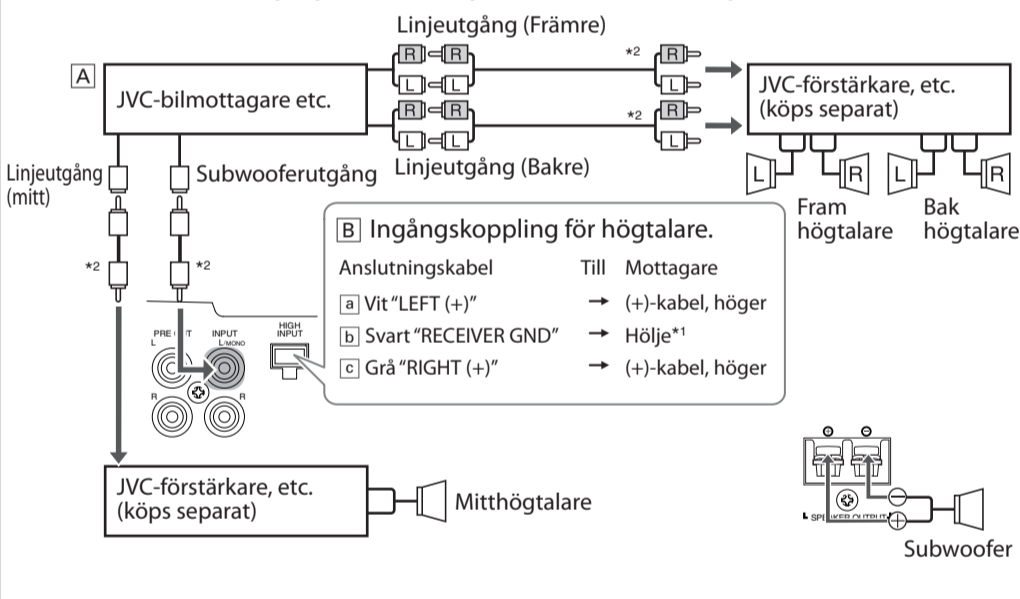 Linjeutgång (Främre)
R R *2 R
A
JVC-bilmottagare etc.
L L L
R R *2 R
L L L
JVC-förstärkare, etc.
(köps separat)
Linjeutgång
(mitt)
Subwooferutgång
Linjeutgång (Bakre)
L R L R
Fram
högtalare
Bak
högtalare
*2 *2
B Ingångskoppling för högtalare.
Anslutningskabel Till Mottagare
a Vit “LEFT (+)” → (+)-kabel, höger
b Svart “RECEIVER GND” → Hölje*1
c Grå “RIGHT (+)” → (+)-kabel, höger
HIGH
INPUT
PRE INPUT
L L/MONO
R R
JVC-förstärkare, etc.
(köps separat)
Mitthögtalare
+ −
−
+
Subwoofer